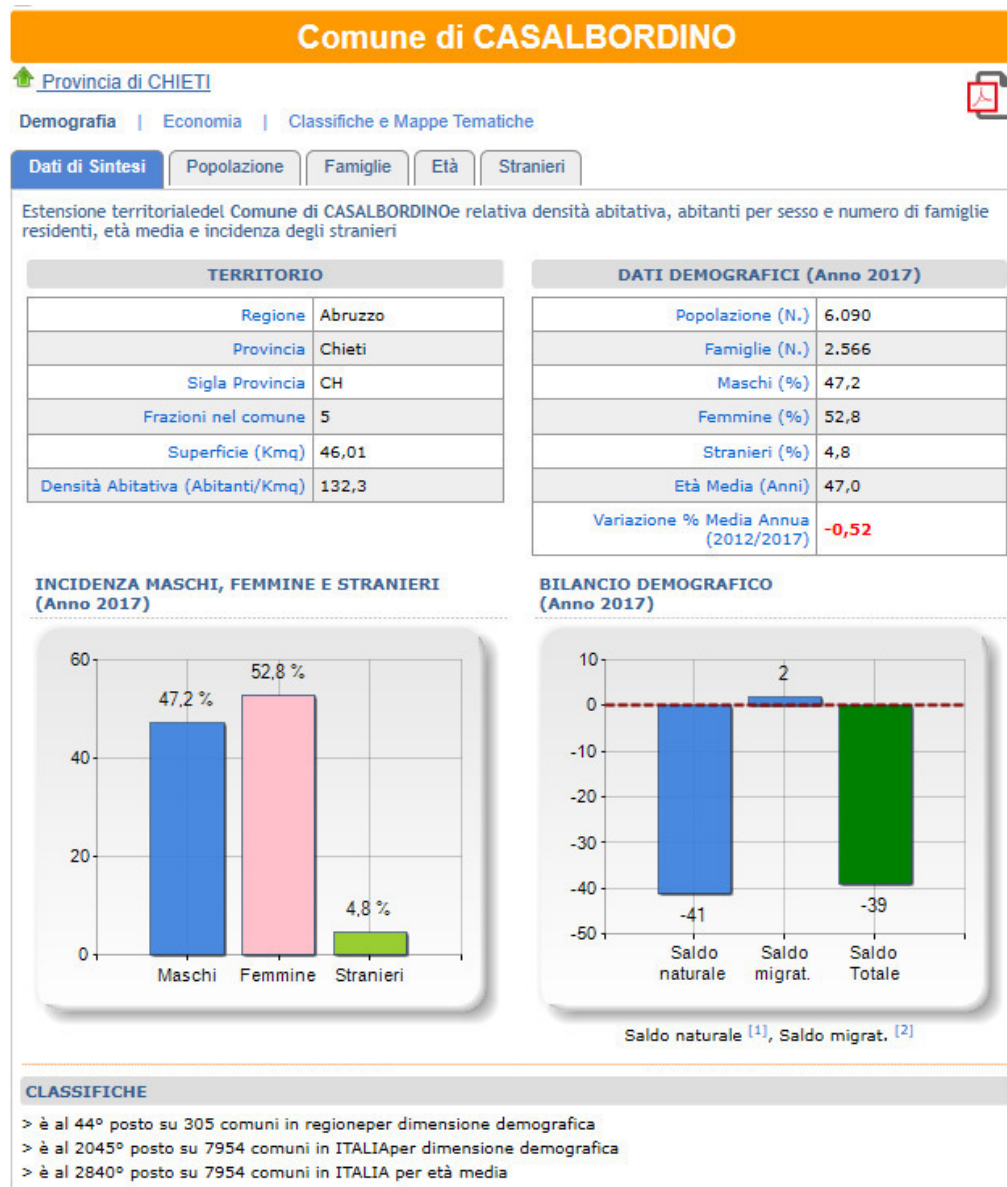 Comune di CASALBORDINO
Provincia di CHIETI
Demografia | Economia | Classifiche e Mappe Tematiche
Dati di Sintesi Popolazione Famiglie Età Stranieri
Estensione territorialedel Comune di CASALBORDINOe relativa densità abitativa, abitanti per sesso e numero di famiglie
residenti, età media e incidenza degli stranieri
TERRITORIO
Regione Abruzzo
Provincia Chieti
Sigla Provincia CH
Frazioni nel comune 5
Superficie (Kmq) 46,01
Densità Abitativa (Abitanti/Kmq) 132,3
DATI DEMOGRAFICI (Anno 2017)
Popolazione (N.) 6.090
Famiglie (N.) 2.566
Maschi (%) 47,2
Femmine (%) 52,8
Stranieri (%) 4,8
Età Media (Anni) 47,0
Variazione % Media Annua
(2012/2017) -0,52
INCIDENZA MASCHI, FEMMINE E STRANIERI
(Anno 2017)
60
40
20
0
47,2 %
52,8 %
4,8 %
Maschi Femmine Stranieri
BILANCIO DEMOGRAFICO
(Anno 2017)
10
0
-10
-20
-30
-40
-50
2
-41
-39
Saldo naturale
Saldo migrat.
Saldo Totale
Saldo naturale [1], Saldo migrat. [2]
CLASSIFICHE
> è al 44° posto su 305 comuni in regioneper dimensione demografica
> è al 2045° posto su 7954 comuni in ITALIAper dimensione demografica
> è al 2840° posto su 7954 comuni in ITALIA per età media